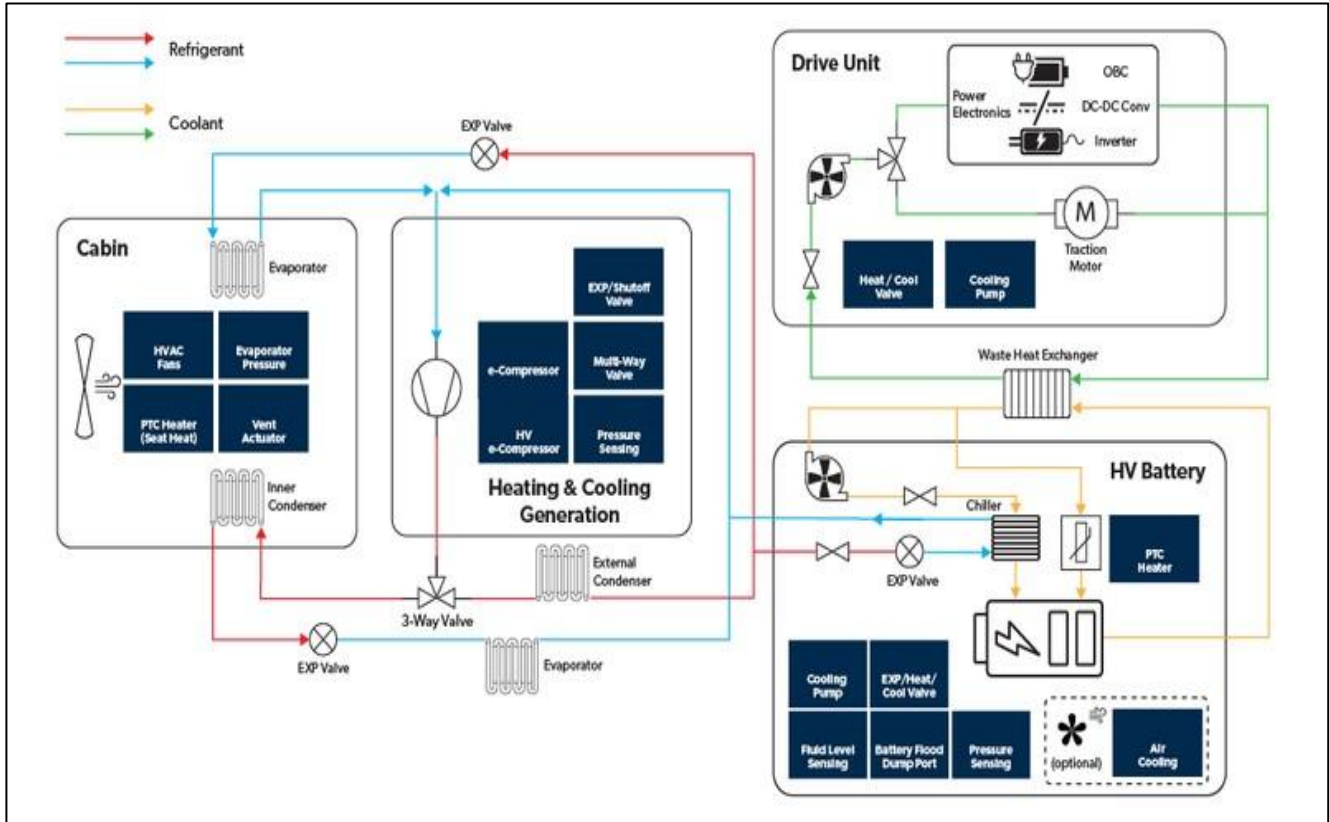 Refrigerant
Coolant
EXP Valve
Cabin
Evaporator
HVAC
Fans
Evaporator
Pressure
PTC Heater
(Seat Heat)
Vent
Actuator
Inner
Condenser
EXP/Shutoff
Valve
e-Compressor
Multi-Way
Valve
HV
e-Compressor
Pressure
Sensing
Heating & Cooling
Generation
External
Condenser
3-Way Valve
EXP Valve
Evaporator
Drive Unit
Power
Electronics
OBC
DC-DC Conv
Inverter
M
Traction
Motor
Heat / Cool
Valve
Cooling
Pump
Waste Heat Exchanger
HV Battery
Chiller
EXP Valve
PTC
Heater
Cooling
Pump
EXP/Heat/
Cool Valve
Fluid Level
Sensing
Battery Flood
Dump Port
Pressure
Sensing
(optional)
Air
Cooling